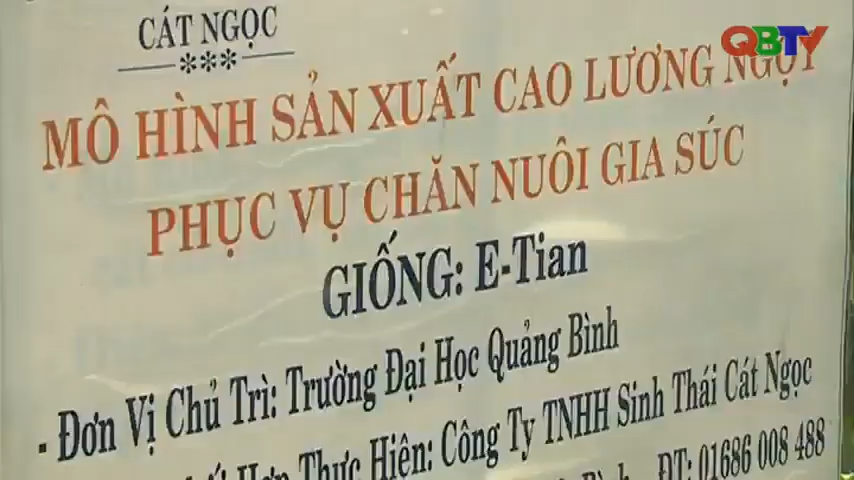 CÁT NGỌC
***
QBTV
MÔ HÌNH SẢN XUẤT CAO LƯƠNG NGỌT
PHỤC VỤ CHĂN NUÔI GIA SÚC
GIỐNG: E-Tian
- Đơn Vị Chủ Trì: Trường Đại Học Quảng Bình
Thực Hiện: Công Ty TNHH Sinh Thái Cát Ngọc
ĐT: 01686 008 488